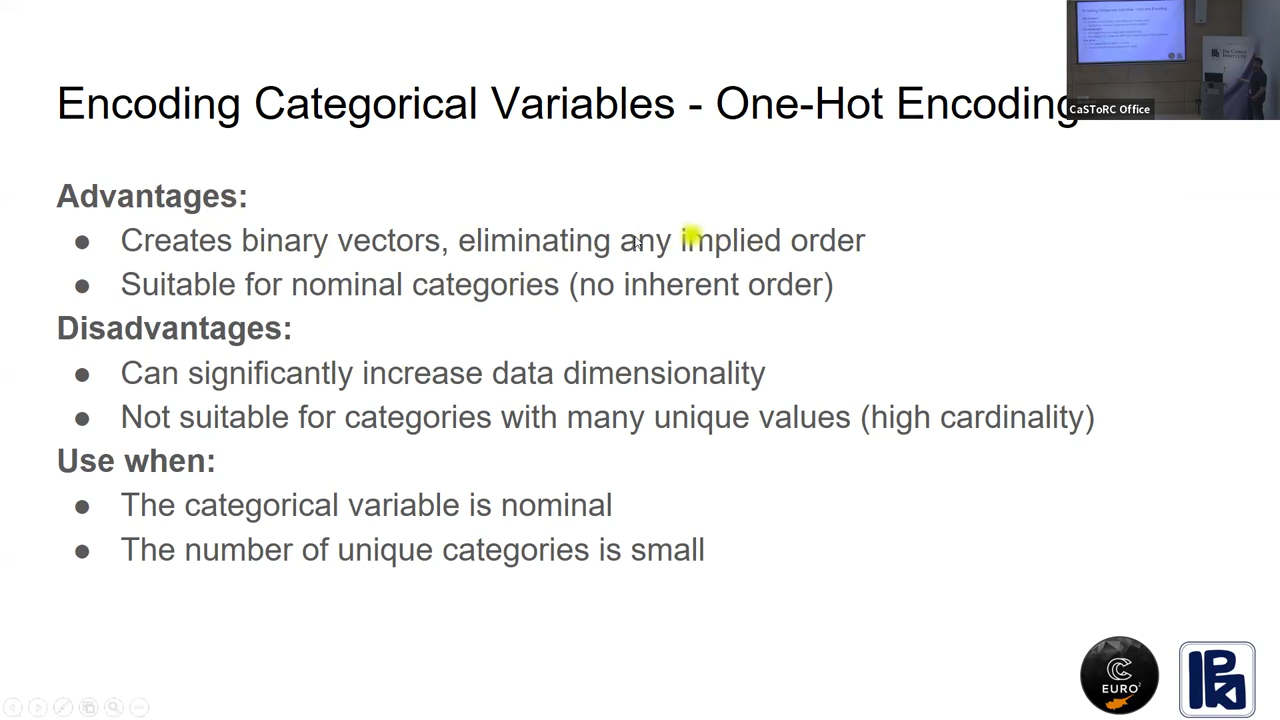 Encoding Categorical Variables - One-Hot Encoding
CaSToRC Office
Advantages:
● Creates binary vectors, eliminating any implied order
● Suitable for nominal categories (no inherent order)
Disadvantages:
● Can significantly increase data dimensionality
● Not suitable for categories with many unique values (high cardinality)
Use when:
● The categorical variable is nominal
● The number of unique categories is small
EURO²